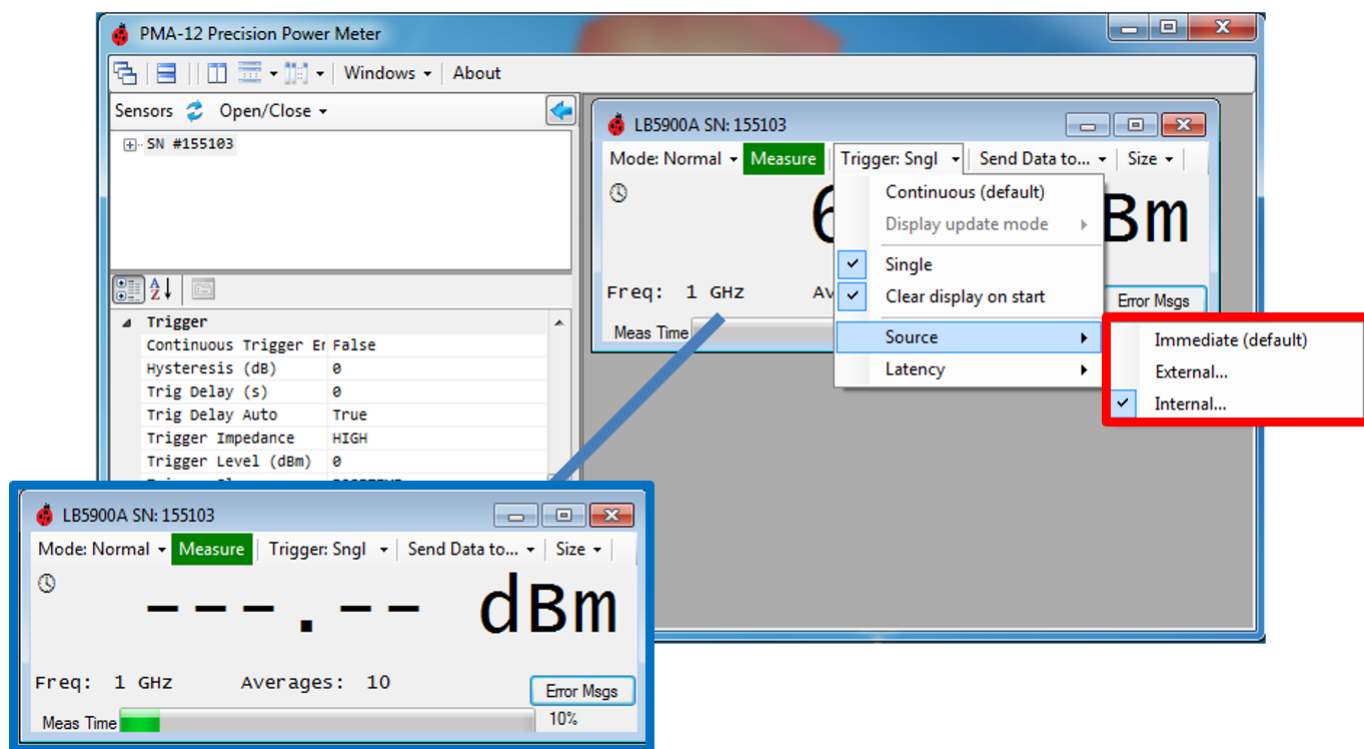 PMA-12 Precision Power Meter
Windows About
Sensors Open/Close
SN #155103
Trigger
Continuous Trigger Er False
Hysteresis (dB) 0
Trig Delay (s) 0
Trig Delay Auto True
Trigger Impedance HIGH
Trigger Level (dBm) 0
LB5900A SN: 155103
Mode: Normal Measure Trigger: Sngl Send Data to... Size
Bm
Freq: 1 GHz Av
Error Msgs
Meas Time
Continuous (default)
Display update mode
Single
Clear display on start
Source
Latency
Immediate (default)
External...
Internal...
LB5900A SN: 155103
Mode: Normal Measure Trigger: Sngl Send Data to... Size
---.-- dBm
Freq: 1 GHz Averages: 10
Error Msgs
Meas Time 10%